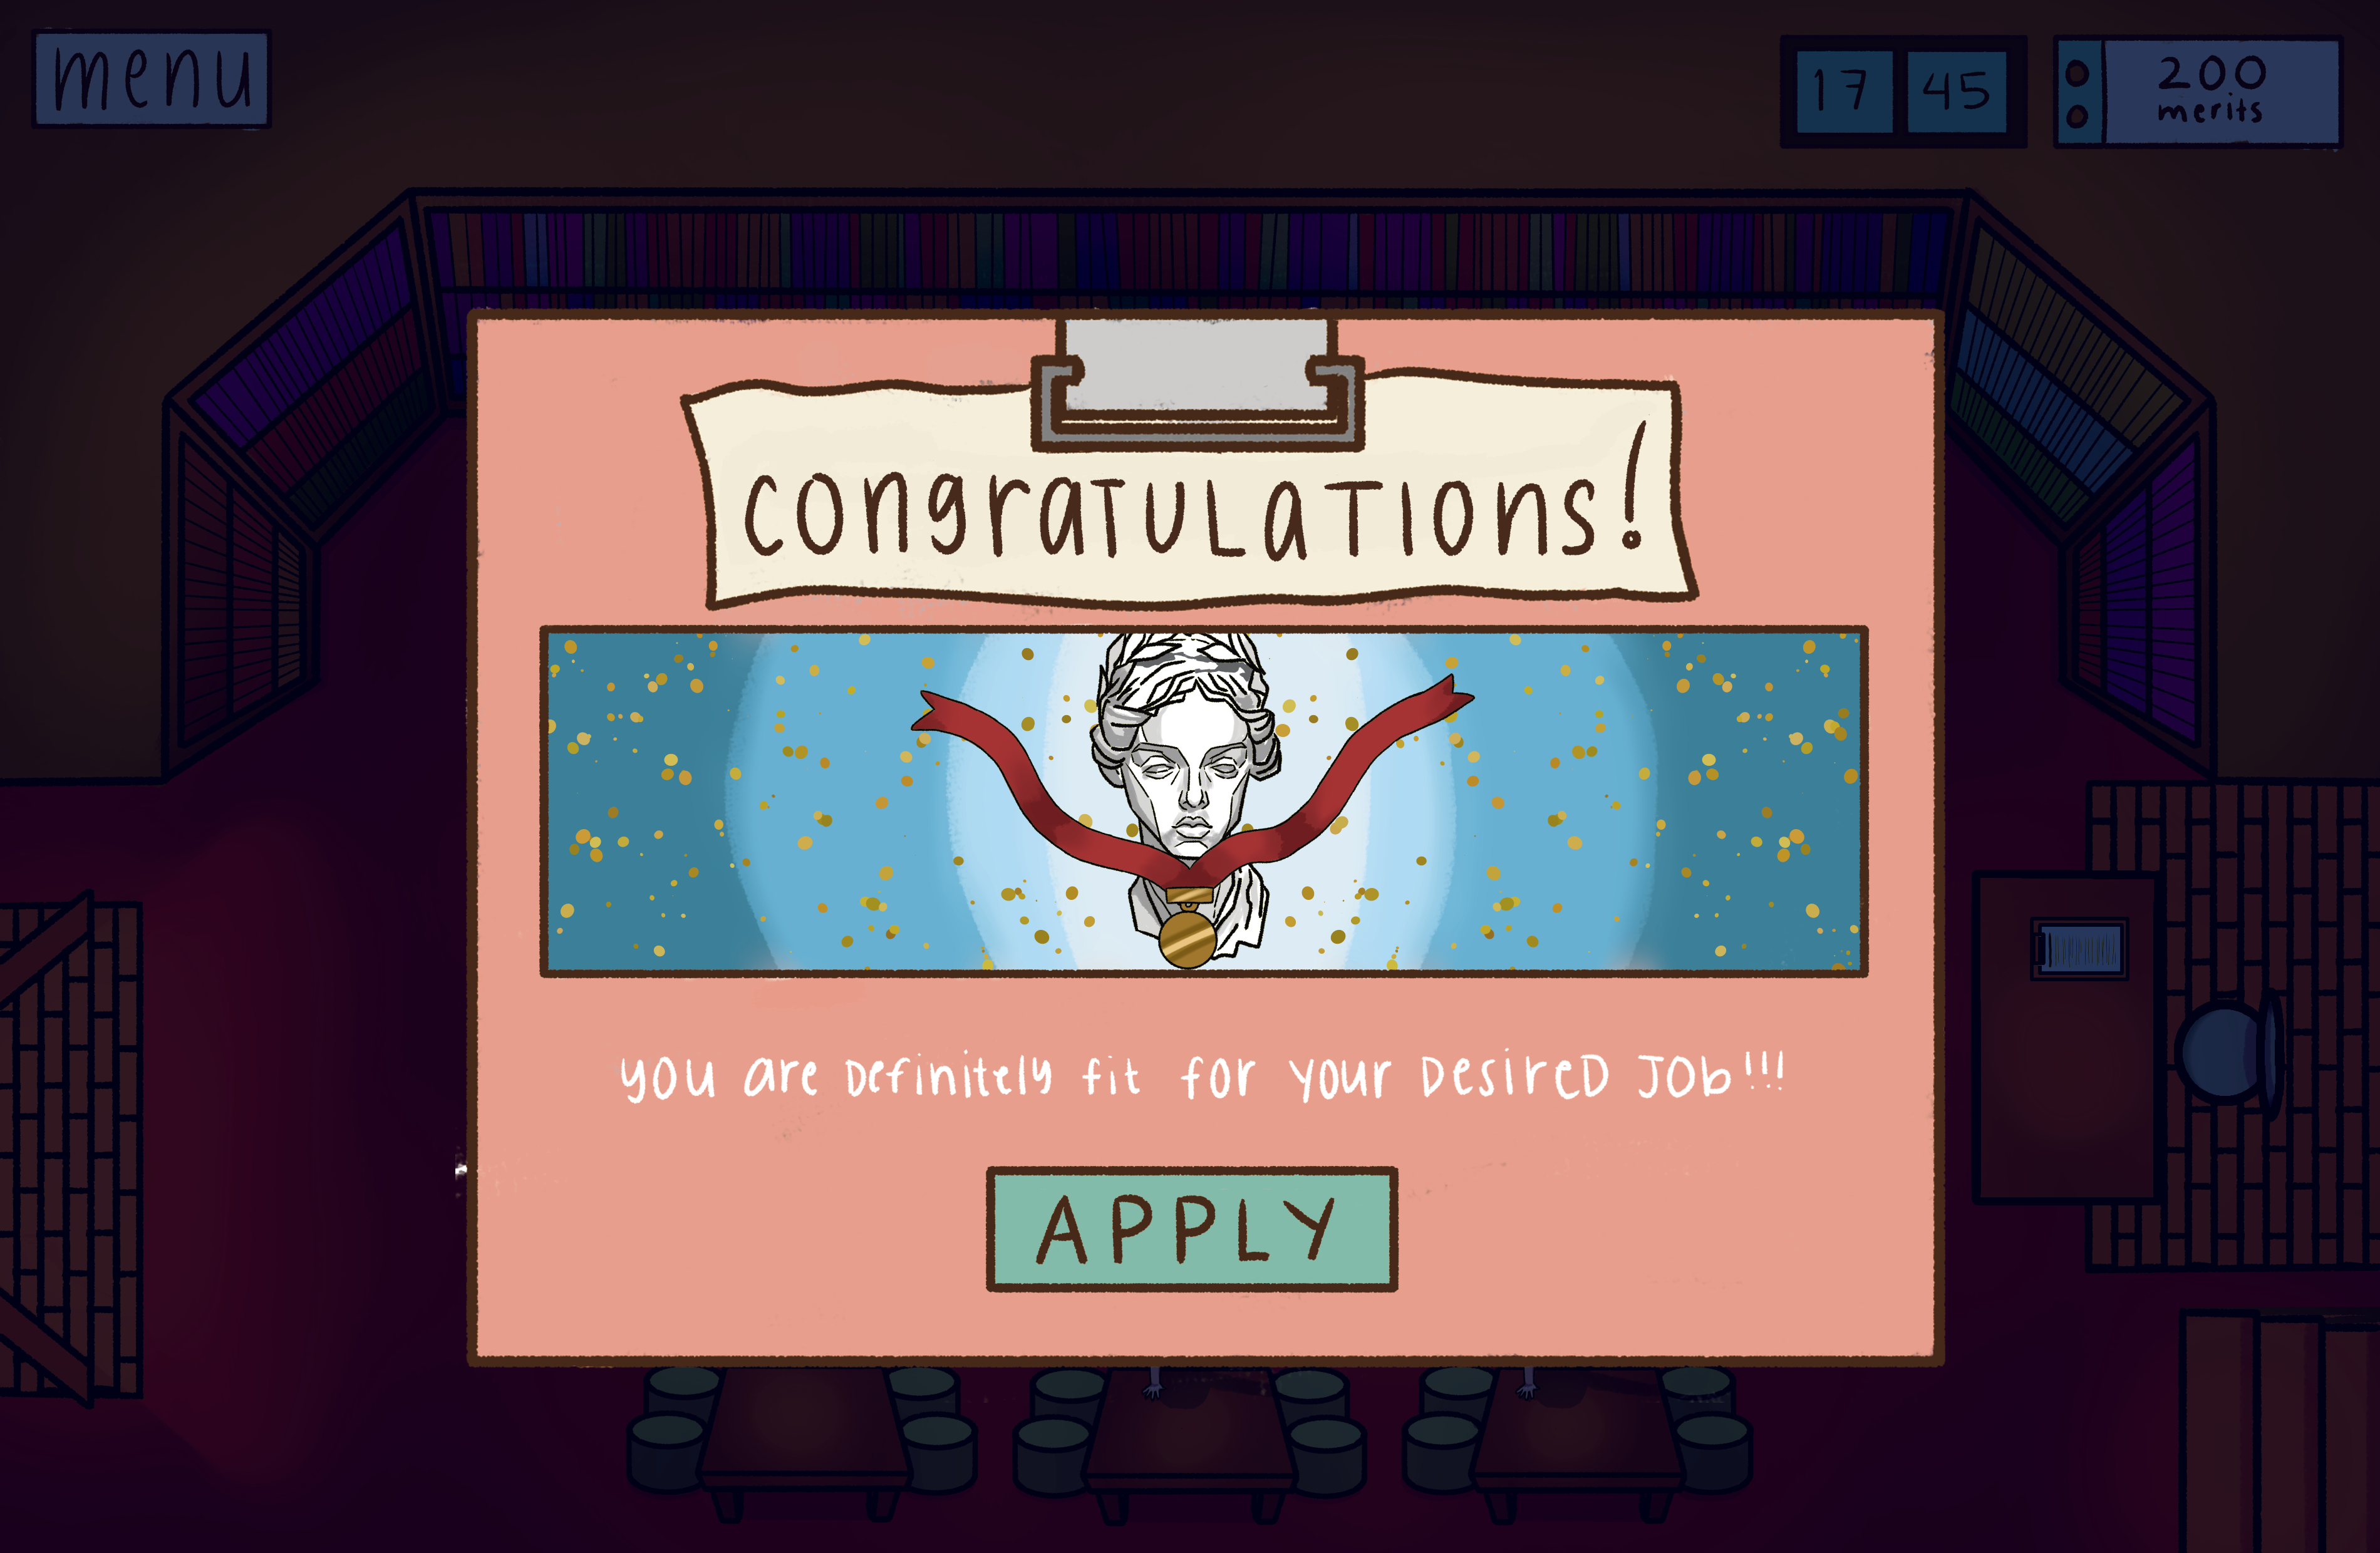 menu
17 45
200
merits
congratulations!
you are definitely fit for your desired job!!!
APPLY